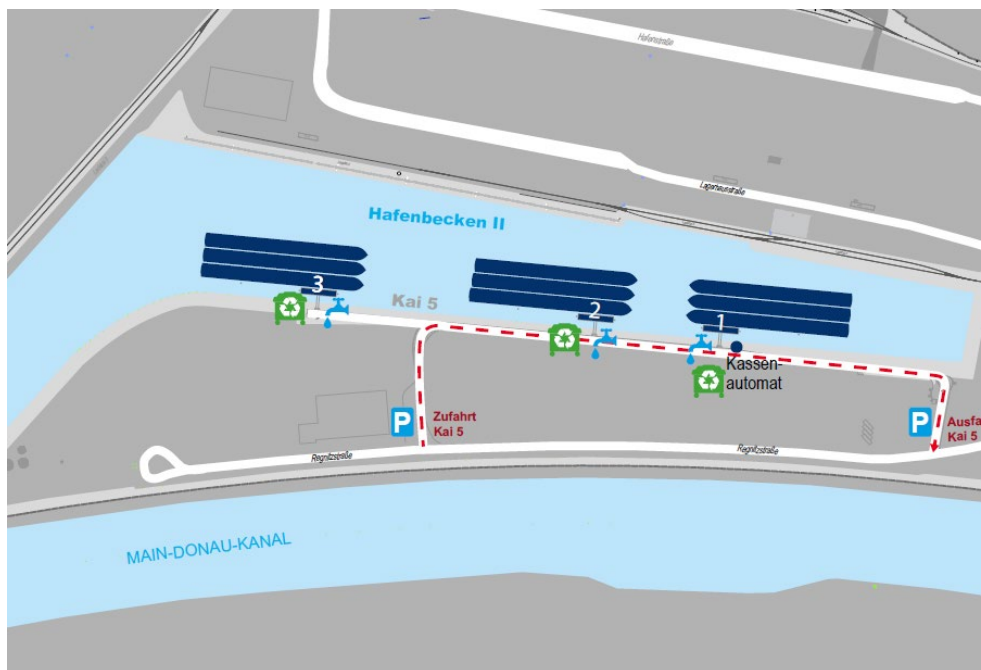 Hafenstraße
Lagerhausstraße
Hafenbecken II
3
Kai 5
2
1
Kassen-
automat
P
Zufahrt
Kai 5
P
Ausfa
Kai 5
Regnitzstraße
Regnitzstraße
MAIN-DONAU-KANAL